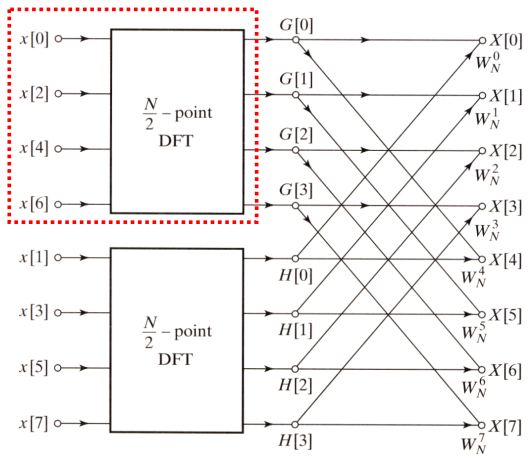 x[0]
x[2]
x[4]
x[6]
N/2 – point
DFT
G[0]
G[1]
G[2]
G[3]
X[0]
W_N^0
X[1]
W_N^1
X[2]
W_N^2
X[3]
W_N^3
x[1]
x[3]
x[5]
x[7]
N/2 – point
DFT
H[0]
H[1]
H[2]
H[3]
X[4]
W_N^4
X[5]
W_N^5
X[6]
W_N^6
X[7]
W_N^7